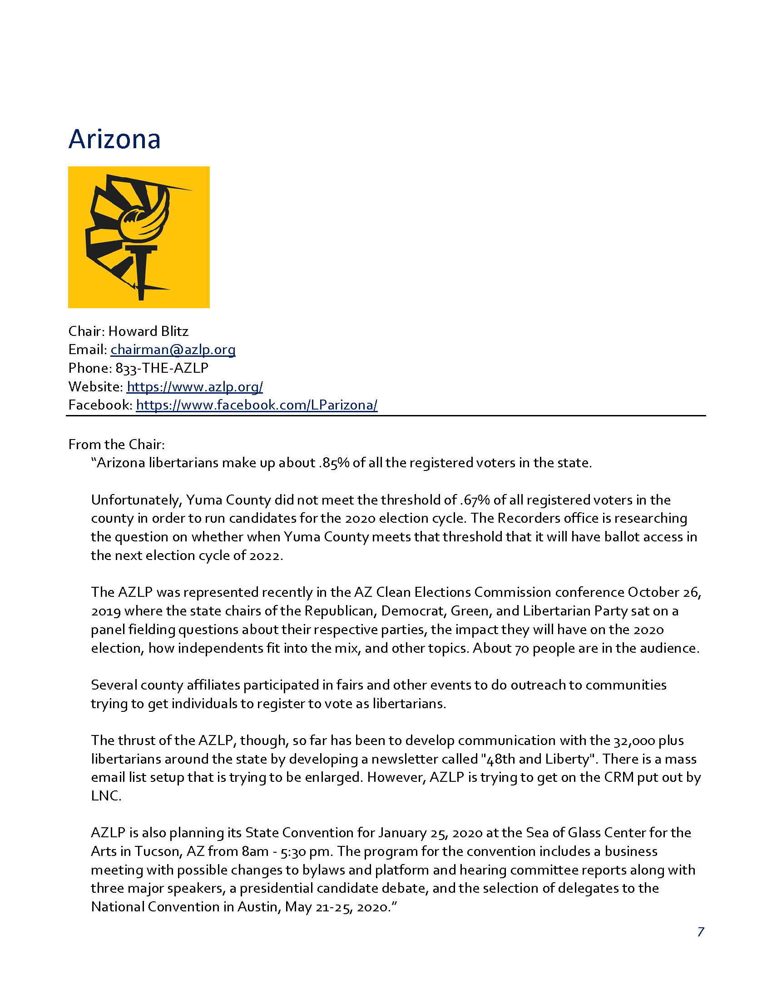 Arizona
Chair: Howard Blitz
Email: chairman@azlp.org
Phone: 833-THE-AZLP
Website: https://www.azlp.org/
Facebook: https://www.facebook.com/LParizona/
From the Chair:
“Arizona libertarians make up about .85% of all the registered voters in the state.
Unfortunately, Yuma County did not meet the threshold of .67% of all registered voters in the
county in order to run candidates for the 2020 election cycle. The Recorders office is researching
the question on whether when Yuma County meets that threshold that it will have ballot access in
the next election cycle of 2022.
The AZLP was represented recently in the AZ Clean Elections Commission conference October 26,
2019 where the state chairs of the Republican, Democrat, Green, and Libertarian Party sat on a
panel fielding questions about their respective parties, the impact they will have on the 2020
election, how independents fit into the mix, and other topics. About 70 people are in the audience.
Several county affiliates participated in fairs and other events to do outreach to communities
trying to get individuals to register to vote as libertarians.
The thrust of the AZLP, though, so far has been to develop communication with the 32,000 plus
libertarians around the state by developing a newsletter called "48th and Liberty". There is a mass
email list setup that is trying to be enlarged. However, AZLP is trying to get on the CRM put out by
LNC.
AZLP is also planning its State Convention for January 25, 2020 at the Sea of Glass Center for the
Arts in Tucson, AZ from 8am - 5:30 pm. The program for the convention includes a business
meeting with possible changes to bylaws and platform and hearing committee reports along with
three major speakers, a presidential candidate debate, and the selection of delegates to the
National Convention in Austin, May 21-25, 2020.”
7